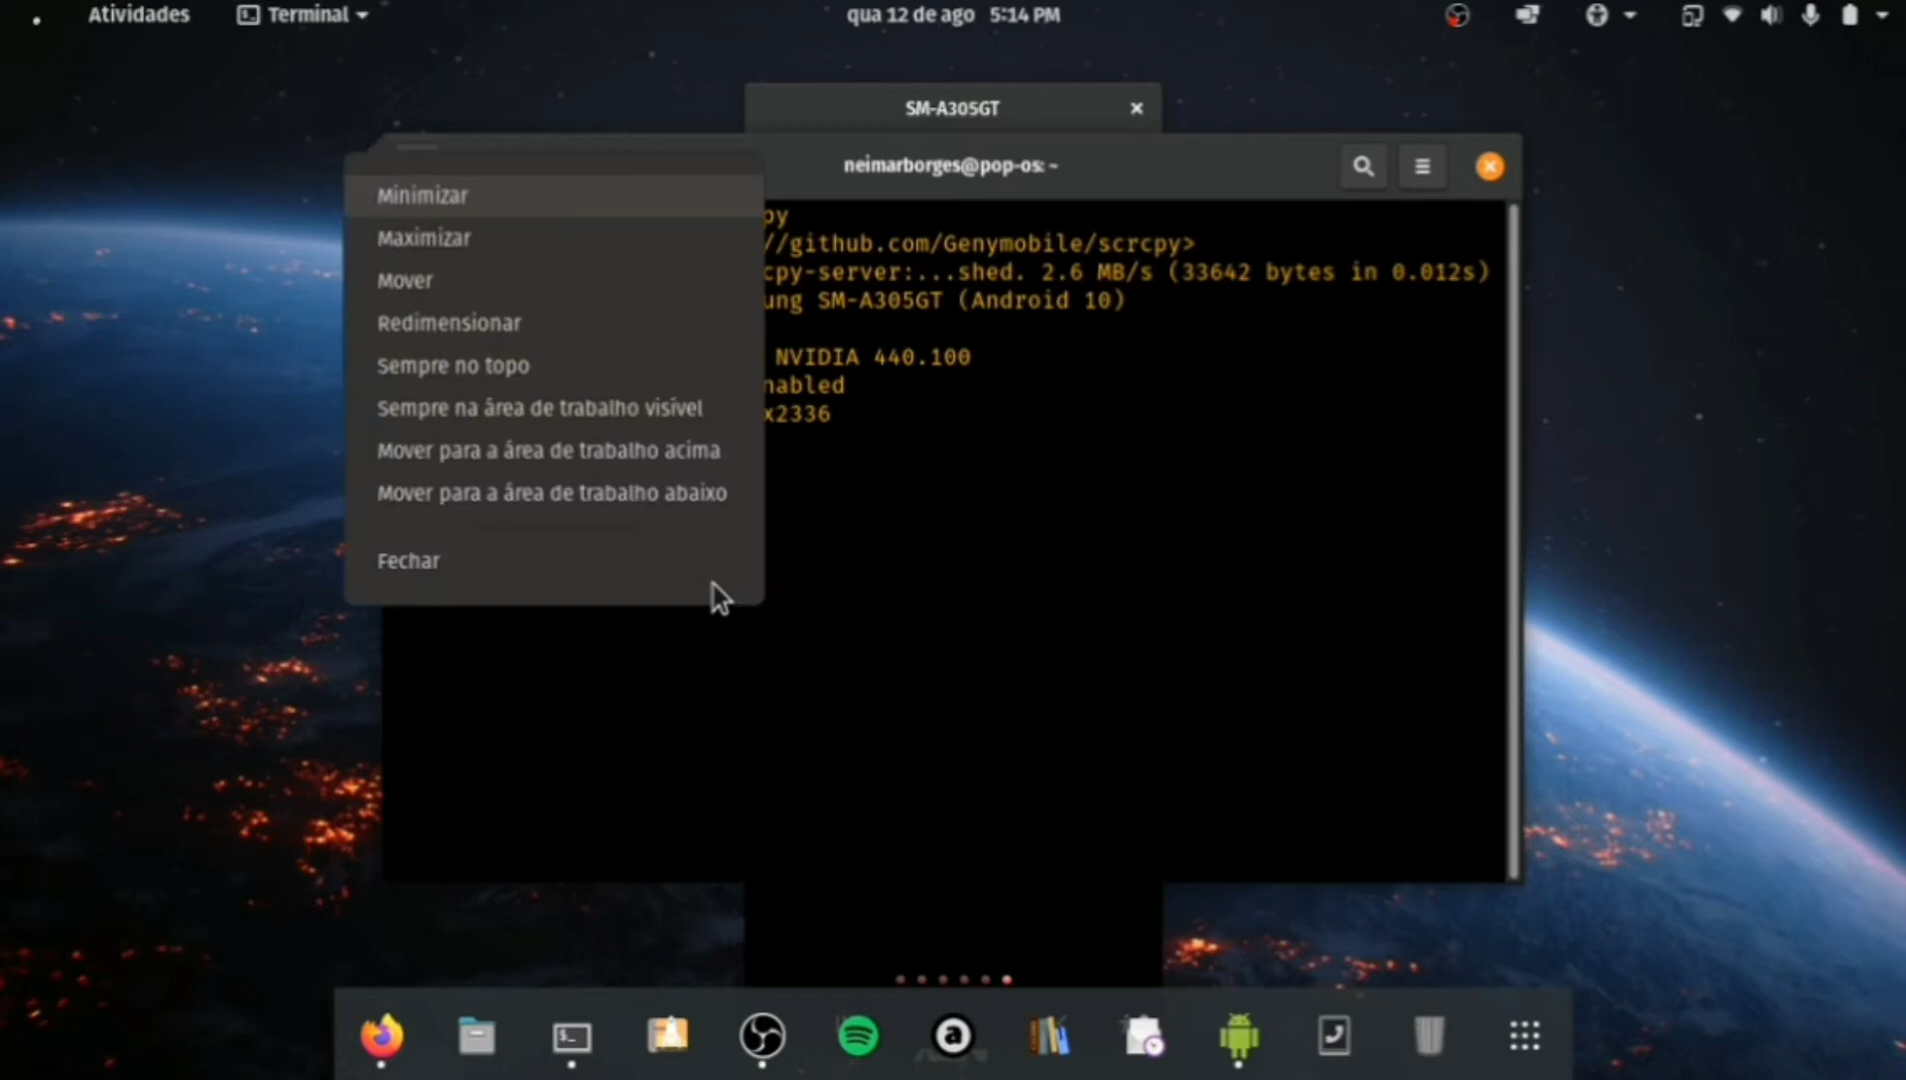 Atividades
Terminal
qua 12 de ago 5:14 PM
SM-A305GT
neimarborges@pop-os: ~
Minimizar
Maximizar
Mover
Redimensionar
Sempre no topo
Sempre na área de trabalho visível
Mover para a área de trabalho acima
Mover para a área de trabalho abaixo
Fechar
py
//github.com/Genymobile/scrcpy>
cpy-server:...shed. 2.6 MB/s (33642 bytes in 0.012s)
ung SM-A305GT (Android 10)
NVIDIA 440.100
nabled
x2336
a